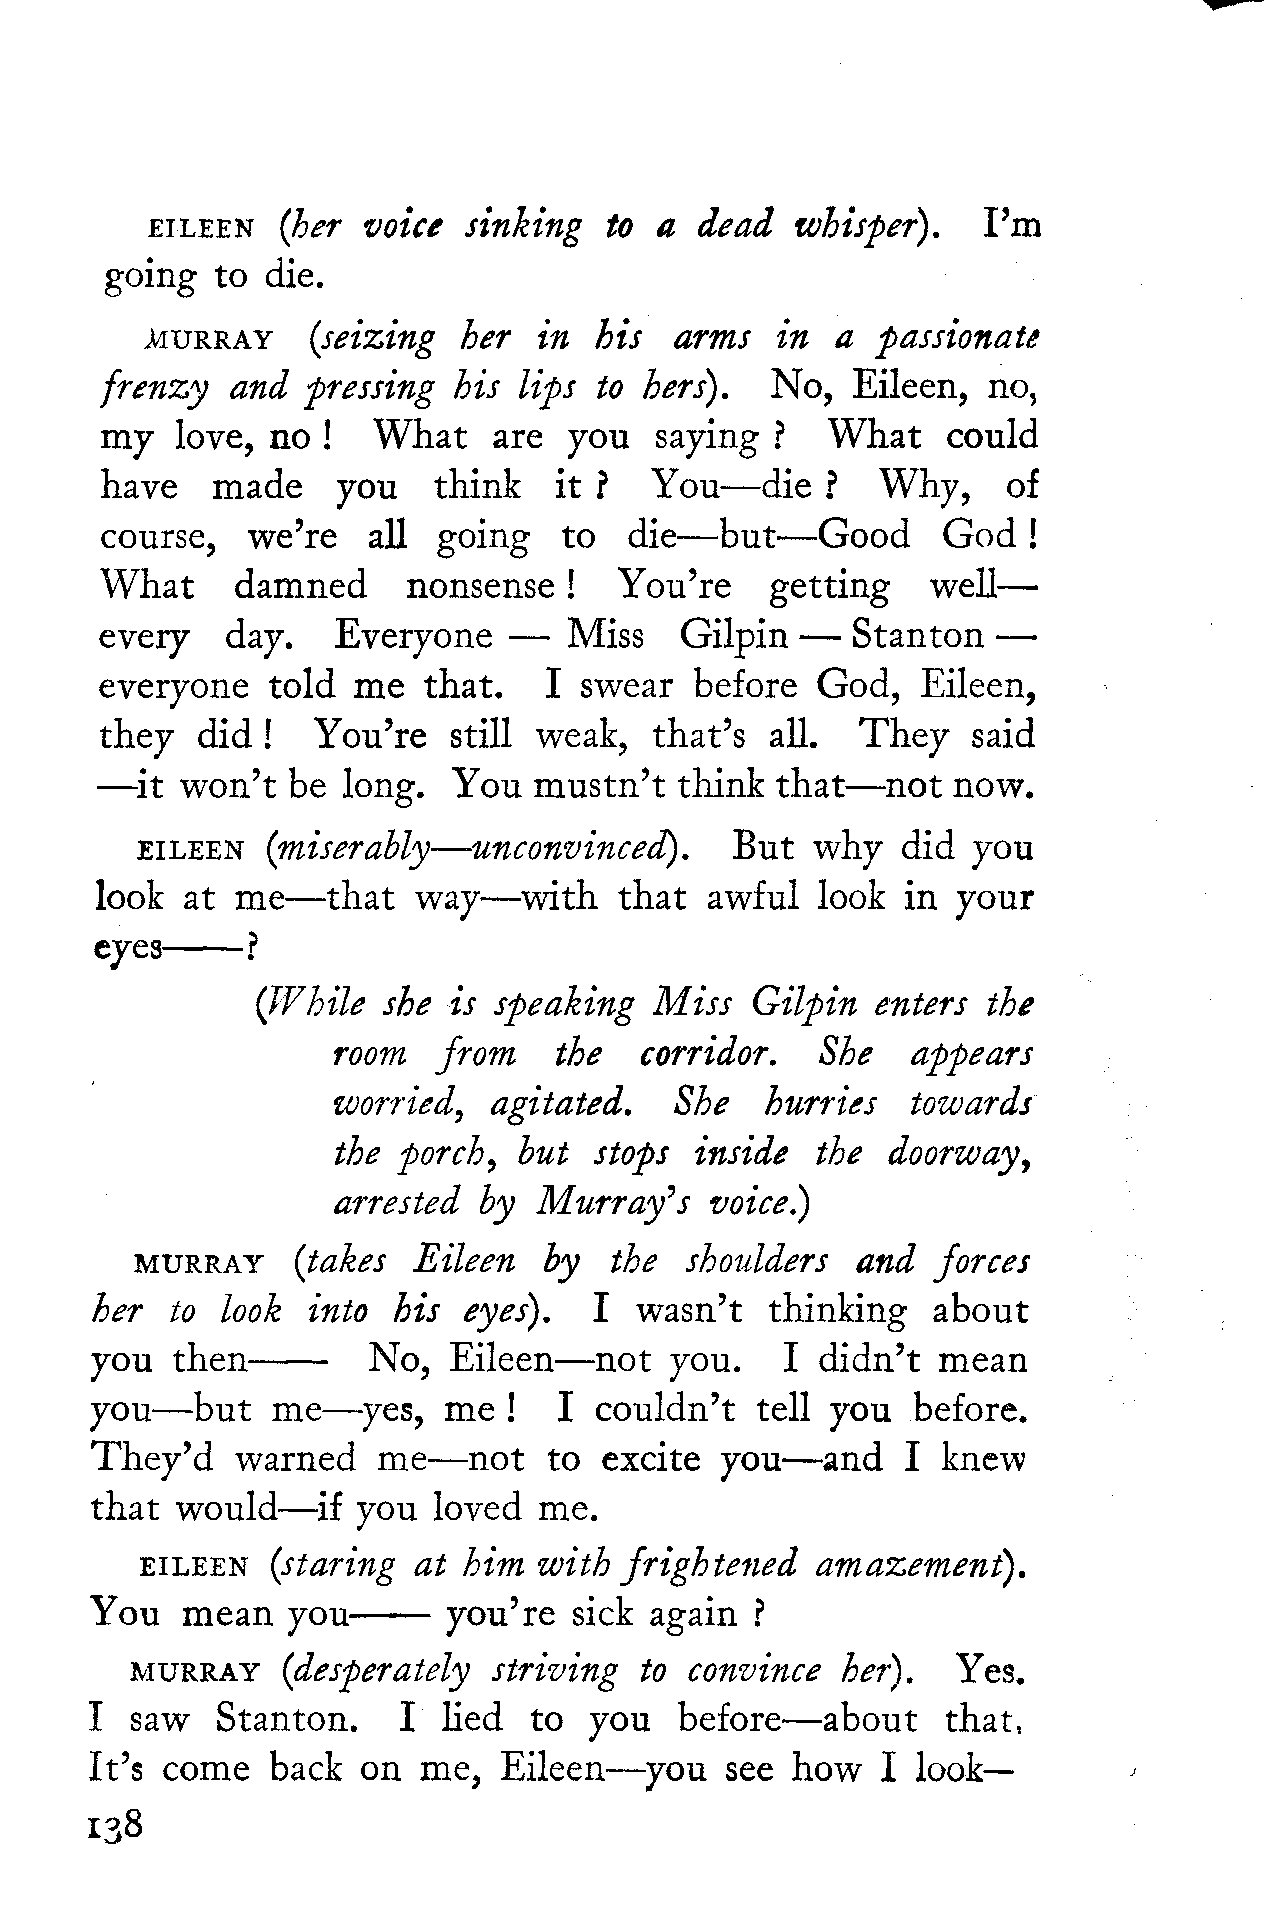 EILEEN (her voice sinking to a dead whisper). I'm
going to die.
MURRAY (seizing her in his arms in a passionate
frenzy and pressing his lips to hers). No, Eileen, no,
my love, no ! What are you saying ? What could
have made you think it ? You—die ? Why, of
course, we're all going to die—but—Good God !
What damned nonsense ! You're getting well—
every day. Everyone — Miss Gilpin — Stanton —
everyone told me that. I swear before God, Eileen,
they did ! You're still weak, that's all. They said
—it won't be long. You mustn't think that—not now.
EILEEN (miserably—unconvinced). But why did you
look at me—that way—with that awful look in your
eyes——?
(While she is speaking Miss Gilpin enters the
room from the corridor. She appears
worried, agitated. She hurries towards
the porch, but stops inside the doorway,
arrested by Murray's voice.)
MURRAY (takes Eileen by the shoulders and forces
her to look into his eyes). I wasn't thinking about
you then—— No, Eileen—not you. I didn't mean
you—but me—yes, me ! I couldn't tell you before.
They'd warned me—not to excite you—and I knew
that would—if you loved me.
EILEEN (staring at him with frightened amazement).
You mean you—— you're sick again ?
MURRAY (desperately striving to convince her). Yes.
I saw Stanton. I lied to you before—about that.
It's come back on me, Eileen—you see how I look—
138